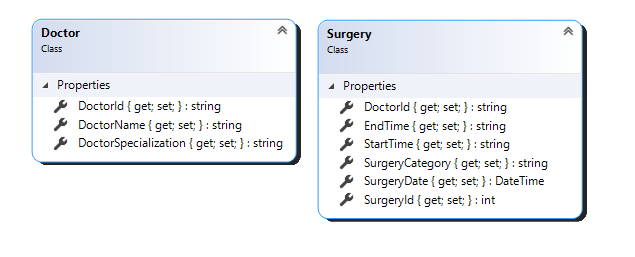 Doctor
Class
Properties
DoctorId { get; set; } : string
DoctorName { get; set; } : string
DoctorSpecialization { get; set; } : string
Surgery
Class
Properties
DoctorId { get; set; } : string
EndTime { get; set; } : string
StartTime { get; set; } : string
SurgeryCategory { get; set; } : string
SurgeryDate { get; set; } : DateTime
SurgeryId { get; set; } : int